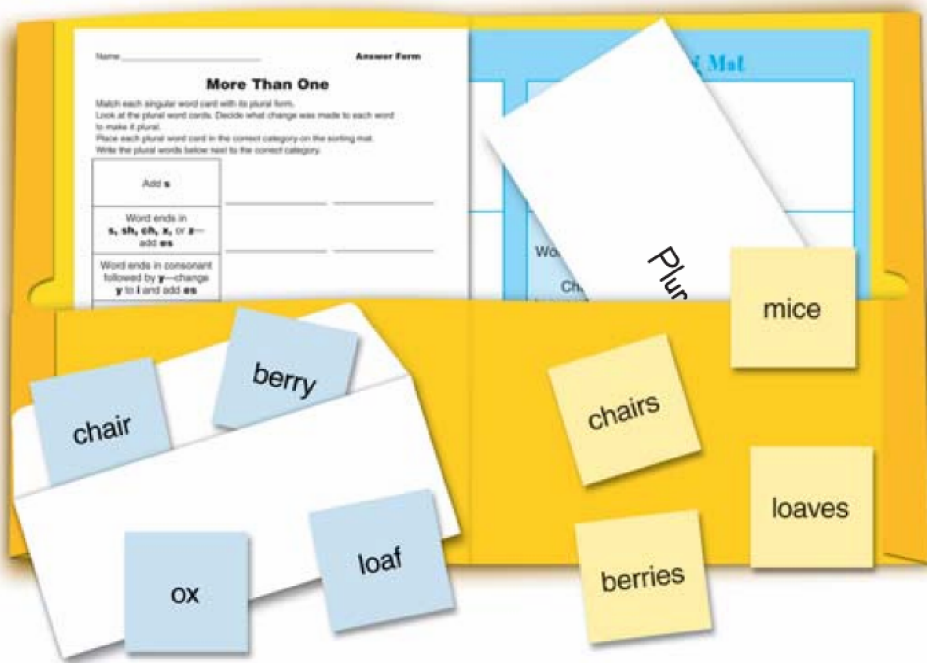 Name
Answer Form
More Than One
Match each singular word card with its plural form.
Look at the plural word cards. Decide what change was made to each word
to make it plural.
Place each plural word card in the correct category on the sorting mat.
Write the plural words below next to the correct category.
Add s
Word ends in
s, sh, ch, x, or z—
add es
Word ends in consonant
followed by y—change
y to i and add es
Mat
Plur
mice
chair
berry
chairs
loaves
ox
loaf
berries